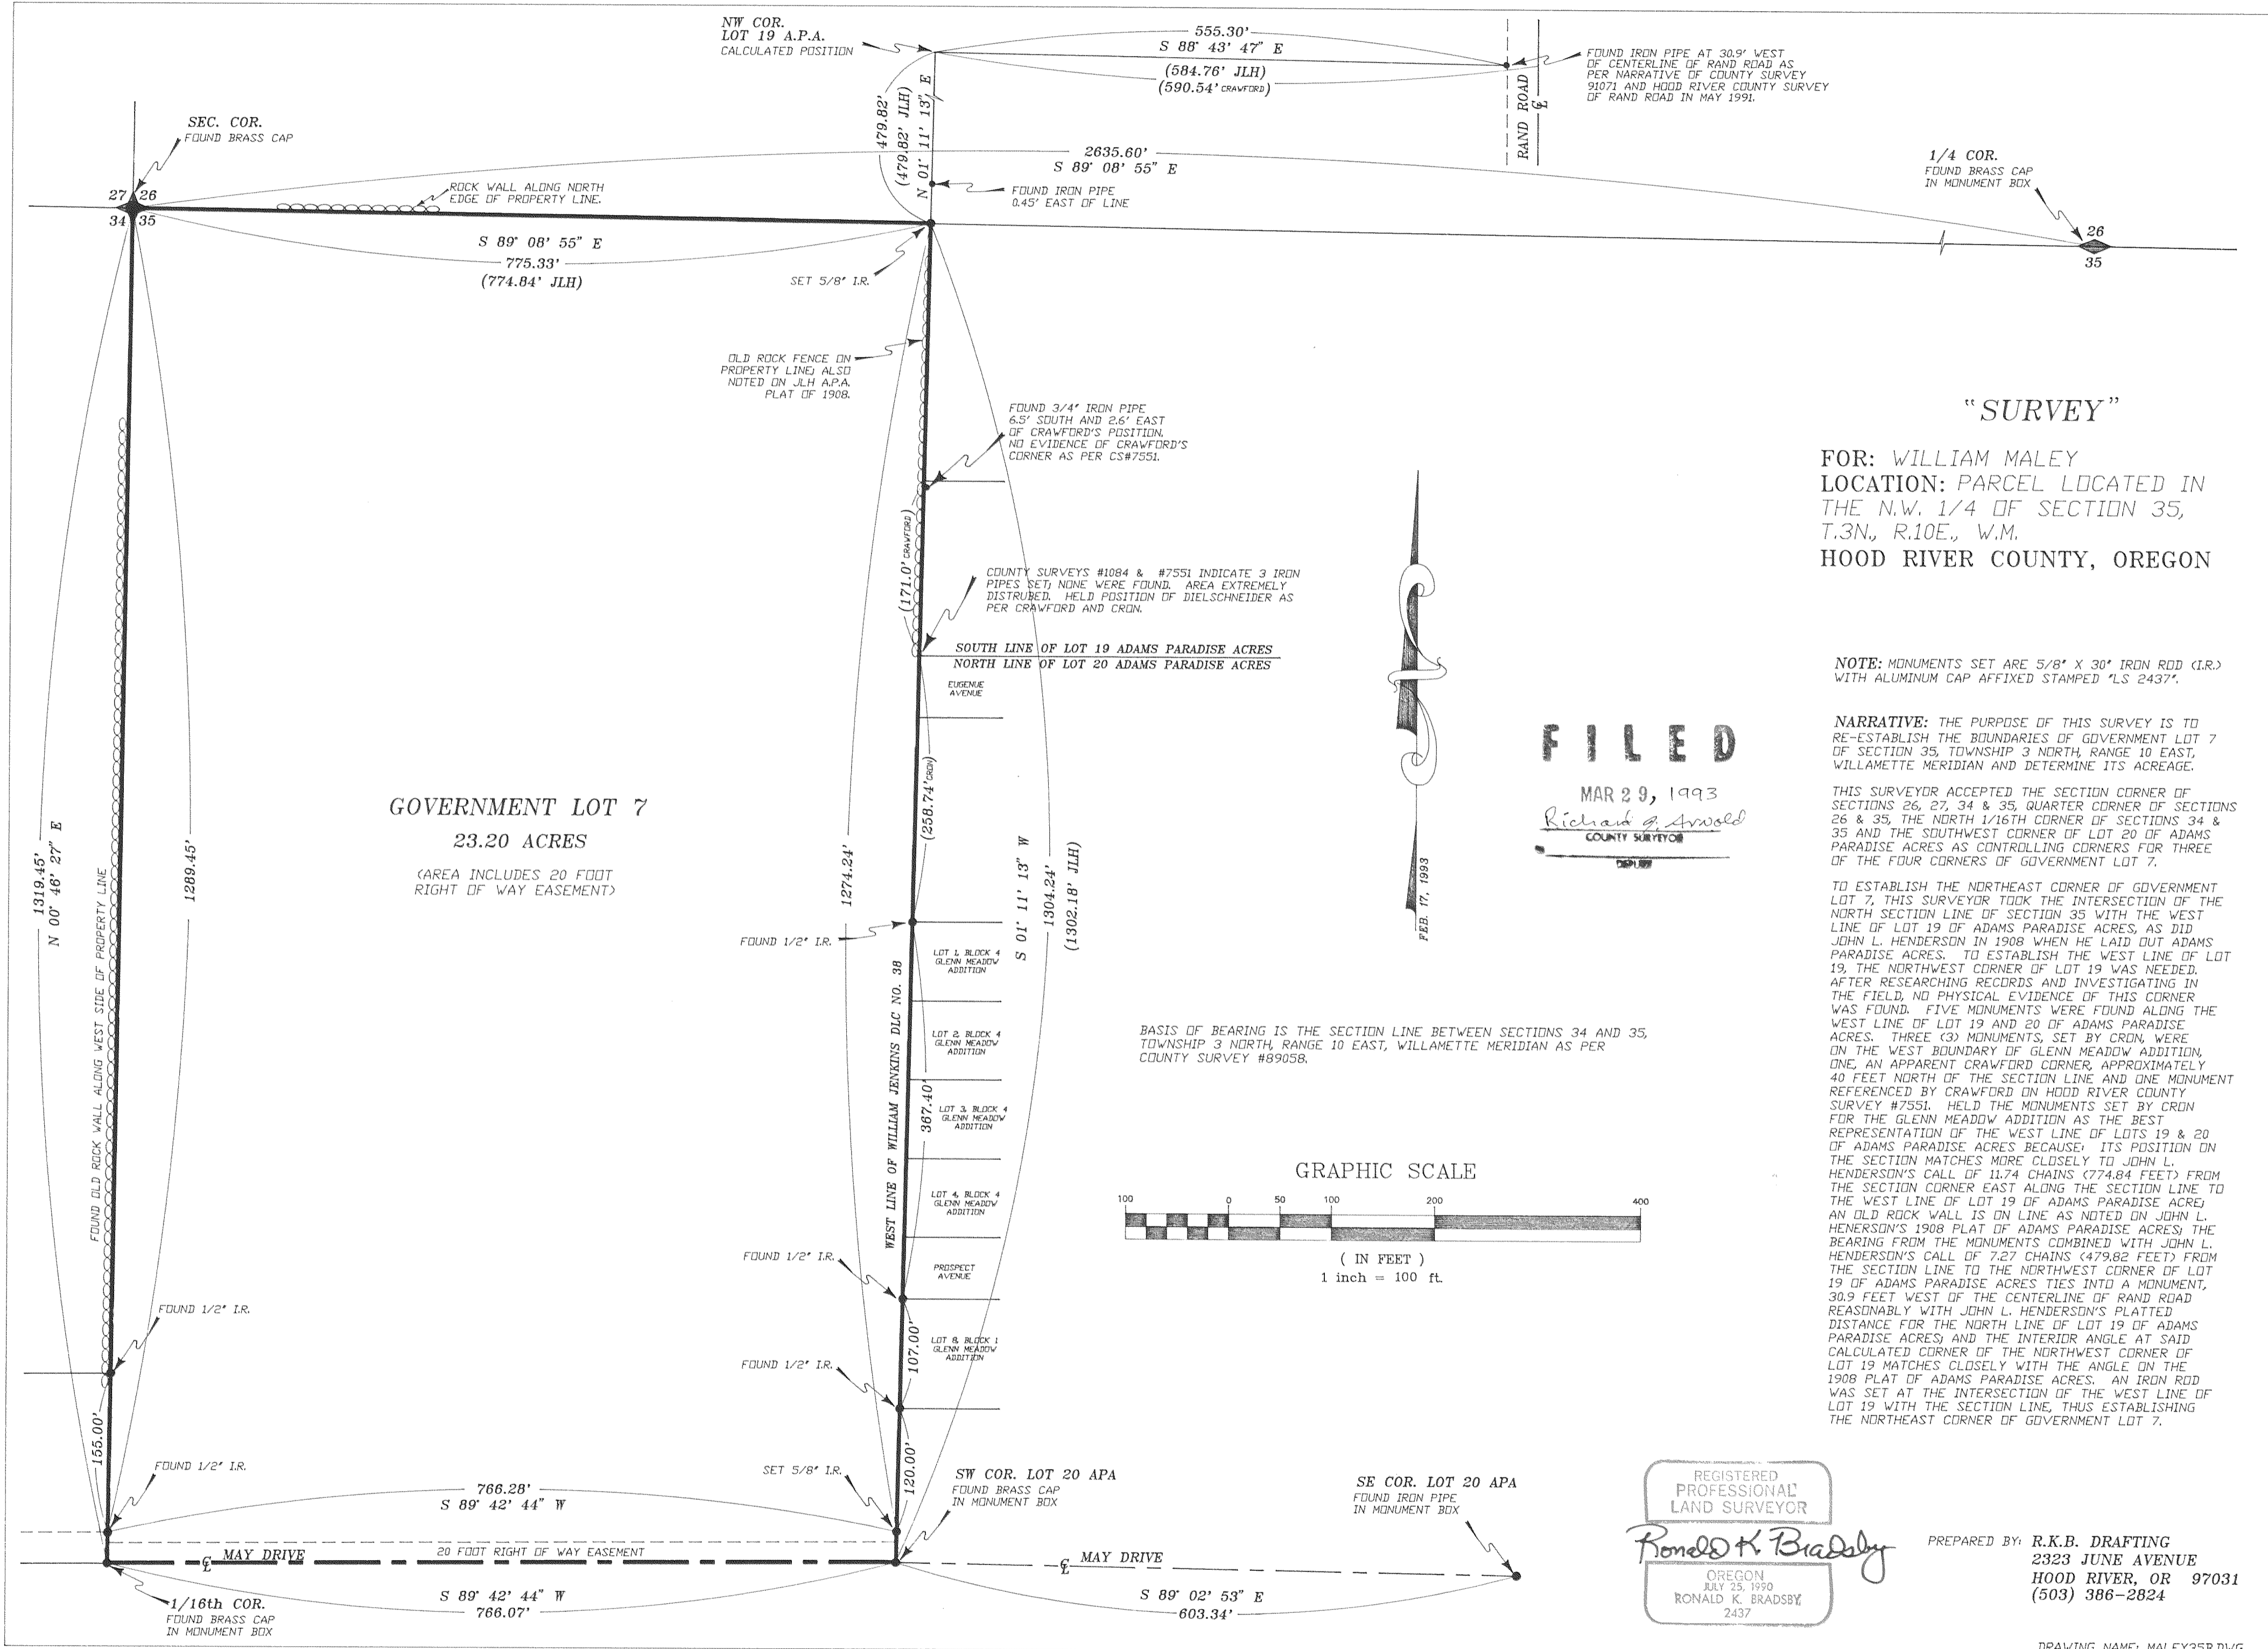 NW COR.
LOT 19 A.P.A.
CALCULATED POSITION
555.30'
S 88° 43' 47" E
(584.76' JLH)
(590.54' CRAWFORD)
RAND ROAD
℄
FOUND IRON PIPE AT 30.9' WEST
OF CENTERLINE OF RAND ROAD AS
PER NARRATIVE OF COUNTY SURVEY
91071 AND HOOD RIVER COUNTY SURVEY
OF RAND ROAD IN MAY 1991.
479.82'
(479.82' JLH)
N 01° 11' 13" E
SEC. COR.
FOUND BRASS CAP
27 26
34 35
ROCK WALL ALONG NORTH
EDGE OF PROPERTY LINE.
2635.60'
S 89° 08' 55" E
FOUND IRON PIPE
0.45' EAST OF LINE
1/4 COR.
FOUND BRASS CAP
IN MONUMENT BOX
26
35
S 89° 08' 55" E
775.33'
(774.84' JLH)
SET 5/8" I.R.
OLD ROCK FENCE ON
PROPERTY LINE; ALSO
NOTED ON JLH A.P.A.
PLAT OF 1908.
FOUND 3/4" IRON PIPE
6.5' SOUTH AND 2.6' EAST
OF CRAWFORD'S POSITION.
NO EVIDENCE OF CRAWFORD'S
CORNER AS PER CS#7551.
(171.0' CRAWFORD)
COUNTY SURVEYS #1084 & #7551 INDICATE 3 IRON
PIPES SET; NONE WERE FOUND. AREA EXTREMELY
DISTRUBED. HELD POSITION OF DIELSCHNEIDER AS
PER CRAWFORD AND CRON.
SOUTH LINE OF LOT 19 ADAMS PARADISE ACRES
NORTH LINE OF LOT 20 ADAMS PARADISE ACRES
EUGENUE
AVENUE
(258.74' CRON)
1319.45'
N 00° 46' 27" E
FOUND OLD ROCK WALL ALONG WEST SIDE OF PROPERTY LINE
1289.45'
GOVERNMENT LOT 7
23.20 ACRES
(AREA INCLUDES 20 FOOT
RIGHT OF WAY EASEMENT)
1274.24'
S 01° 11' 13" W
1304.24'
(1302.18' JLH)
FOUND 1/2" I.R.
WEST LINE OF WILLIAM JENKINS DLC NO. 38
LOT 1, BLOCK 4
GLENN MEADOW
ADDITION
LOT 2, BLOCK 4
GLENN MEADOW
ADDITION
367.40'
LOT 3, BLOCK 4
GLENN MEADOW
ADDITION
LOT 4, BLOCK 4
GLENN MEADOW
ADDITION
FOUND 1/2" I.R.
PROSPECT
AVENUE
107.00'
LOT 8, BLOCK 1
GLENN MEADOW
ADDITION
FOUND 1/2" I.R.
FOUND 1/2" I.R.
155.00'
FOUND 1/2" I.R.
SET 5/8" I.R.
120.00'
766.28'
S 89° 42' 44" W
℄ MAY DRIVE
20 FOOT RIGHT OF WAY EASEMENT
S 89° 42' 44" W
766.07'
1/16th COR.
FOUND BRASS CAP
IN MONUMENT BOX
SW COR. LOT 20 APA
FOUND BRASS CAP
IN MONUMENT BOX
SE COR. LOT 20 APA
FOUND IRON PIPE
IN MONUMENT BOX
℄ MAY DRIVE
S 89° 02' 53" E
603.34'
FEB. 17, 1993
FILED
MAR 29, 1993
Richard A. Arnold
COUNTY SURVEYOR
BASIS OF BEARING IS THE SECTION LINE BETWEEN SECTIONS 34 AND 35,
TOWNSHIP 3 NORTH, RANGE 10 EAST, WILLAMETTE MERIDIAN AS PER
COUNTY SURVEY #89058.
GRAPHIC SCALE
100 0 50 100 200 400
( IN FEET )
1 inch = 100 ft.
"SURVEY"
FOR: WILLIAM MALEY
LOCATION: PARCEL LOCATED IN
THE N.W. 1/4 OF SECTION 35,
T.3N., R.10E., W.M.
HOOD RIVER COUNTY, OREGON
NOTE: MONUMENTS SET ARE 5/8" X 30" IRON ROD (I.R.)
WITH ALUMINUM CAP AFFIXED STAMPED "LS 2437".
NARRATIVE: THE PURPOSE OF THIS SURVEY IS TO
RE-ESTABLISH THE BOUNDARIES OF GOVERNMENT LOT 7
OF SECTION 35, TOWNSHIP 3 NORTH, RANGE 10 EAST,
WILLAMETTE MERIDIAN AND DETERMINE ITS ACREAGE.
THIS SURVEYOR ACCEPTED THE SECTION CORNER OF
SECTIONS 26, 27, 34 & 35, QUARTER CORNER OF SECTIONS
26 & 35, THE NORTH 1/16TH CORNER OF SECTIONS 34 &
35 AND THE SOUTHWEST CORNER OF LOT 20 OF ADAMS
PARADISE ACRES AS CONTROLLING CORNERS FOR THREE
OF THE FOUR CORNERS OF GOVERNMENT LOT 7.
TO ESTABLISH THE NORTHEAST CORNER OF GOVERNMENT
LOT 7, THIS SURVEYOR TOOK THE INTERSECTION OF THE
NORTH SECTION LINE OF SECTION 35 WITH THE WEST
LINE OF LOT 19 OF ADAMS PARADISE ACRES, AS DID
JOHN L. HENDERSON IN 1908 WHEN HE LAID OUT ADAMS
PARADISE ACRES. TO ESTABLISH THE WEST LINE OF LOT
19, THE NORTHWEST CORNER OF LOT 19 WAS NEEDED.
AFTER RESEARCHING RECORDS AND INVESTIGATING IN
THE FIELD, NO PHYSICAL EVIDENCE OF THIS CORNER
WAS FOUND. FIVE MONUMENTS WERE FOUND ALONG THE
WEST LINE OF LOT 19 AND 20 OF ADAMS PARADISE
ACRES. THREE (3) MONUMENTS, SET BY CRON, WERE
ON THE WEST BOUNDARY OF GLENN MEADOW ADDITION,
ONE, AN APPARENT CRAWFORD CORNER, APPROXIMATELY
40 FEET NORTH OF THE SECTION LINE AND ONE MONUMENT
REFERENCED BY CRAWFORD ON HOOD RIVER COUNTY
SURVEY #7551. HELD THE MONUMENTS SET BY CRON
FOR THE GLENN MEADOW ADDITION AS THE BEST
REPRESENTATION OF THE WEST LINE OF LOTS 19 & 20
OF ADAMS PARADISE ACRES BECAUSE: ITS POSITION ON
THE SECTION MATCHES MORE CLOSELY TO JOHN L.
HENDERSON'S CALL OF 11.74 CHAINS (774.84 FEET) FROM
THE SECTION CORNER EAST ALONG THE SECTION LINE TO
THE WEST LINE OF LOT 19 OF ADAMS PARADISE ACRE;
AN OLD ROCK WALL IS ON LINE AS NOTED ON JOHN L.
HENERSON'S 1908 PLAT OF ADAMS PARADISE ACRES; THE
BEARING FROM THE MONUMENTS COMBINED WITH JOHN L.
HENDERSON'S CALL OF 7.27 CHAINS (479.82 FEET) FROM
THE SECTION LINE TO THE NORTHWEST CORNER OF LOT
19 OF ADAMS PARADISE ACRES TIES INTO A MONUMENT,
30.9 FEET WEST OF THE CENTERLINE OF RAND ROAD
REASONABLY WITH JOHN L. HENDERSON'S PLATTED
DISTANCE FOR THE NORTH LINE OF LOT 19 OF ADAMS
PARADISE ACRES; AND THE INTERIOR ANGLE AT SAID
CALCULATED CORNER OF THE NORTHWEST CORNER OF
LOT 19 MATCHES CLOSELY WITH THE ANGLE ON THE
1908 PLAT OF ADAMS PARADISE ACRES. AN IRON ROD
WAS SET AT THE INTERSECTION OF THE WEST LINE OF
LOT 19 WITH THE SECTION LINE, THUS ESTABLISHING
THE NORTHEAST CORNER OF GOVERNMENT LOT 7.
REGISTERED
PROFESSIONAL
LAND SURVEYOR
Ronald K. Bradsby
OREGON
JULY 25, 1990
RONALD K. BRADSBY
2437
PREPARED BY: R.K.B. DRAFTING
2323 JUNE AVENUE
HOOD RIVER, OR 97031
(503) 386-2824
DRAWING NAME: MALEY35B.DWG